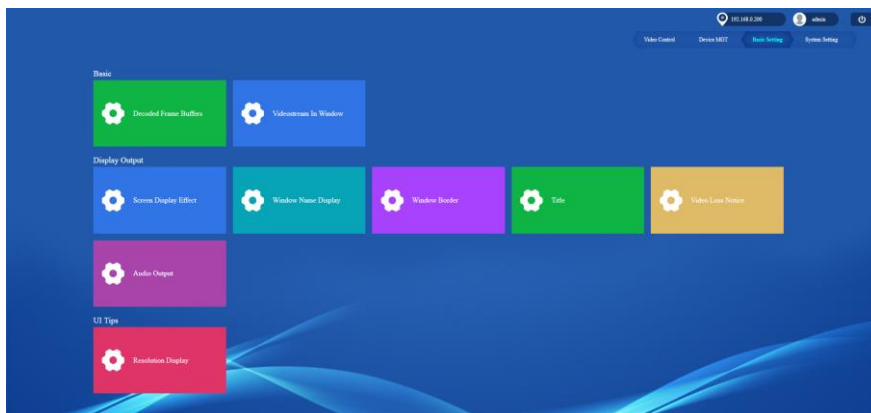 192.168.0.200 admin
Video Control Device MGT Basic Setting System Setting
Basic
Decoded Frame Buffers Videostream In Window
Display Output
Screen Display Effect Window Name Display Window Border Title Video Loss Notice
Audio Output
UI Tips
Resolution Display